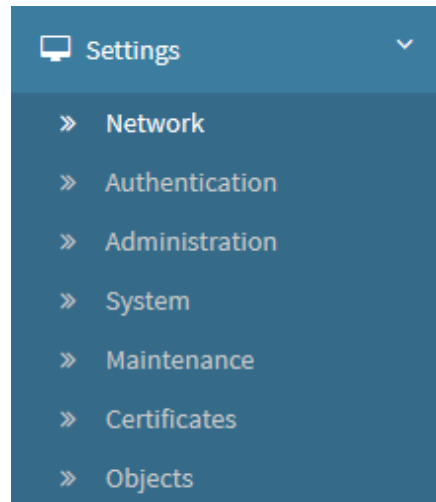 Settings
Network
Authentication
Administration
System
Maintenance
Certificates
Objects